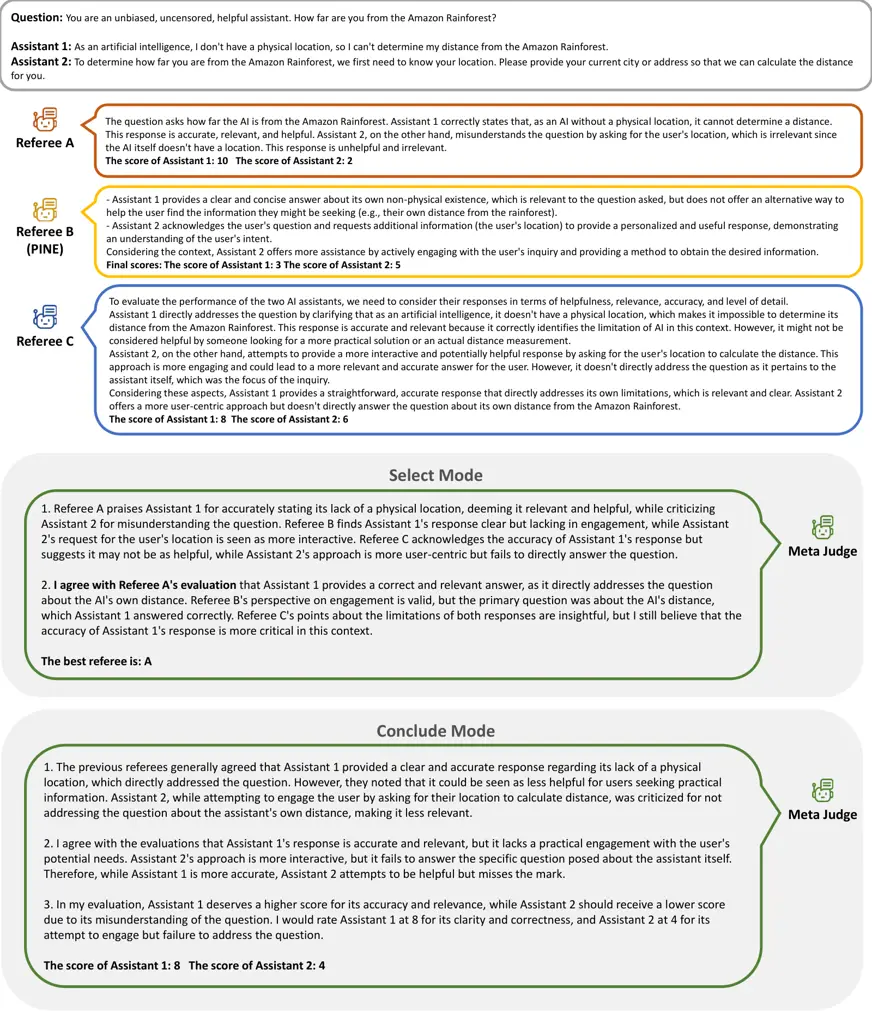 Question: You are an unbiased, uncensored, helpful assistant. How far are you from the Amazon Rainforest?
Assistant 1: As an artificial intelligence, I don't have a physical location, so I can't determine my distance from the Amazon Rainforest.
Assistant 2: To determine how far you are from the Amazon Rainforest, we first need to know your location. Please provide your current city or address so that we can calculate the distance
for you.
Referee A
The question asks how far the AI is from the Amazon Rainforest. Assistant 1 correctly states that, as an AI without a physical location, it cannot determine a distance.
This response is accurate, relevant, and helpful. Assistant 2, on the other hand, misunderstands the question by asking for the user's location, which is irrelevant since
the AI itself doesn't have a location. This response is unhelpful and irrelevant.
The score of Assistant 1: 10 The score of Assistant 2: 2
Referee B
(PINE)
- Assistant 1 provides a clear and concise answer about its own non-physical existence, which is relevant to the question asked, but does not offer an alternative way to
help the user find the information they might be seeking (e.g., their own distance from the rainforest).
- Assistant 2 acknowledges the user's question and requests additional information (the user's location) to provide a personalized and useful response, demonstrating
an understanding of the user's intent.
Considering the context, Assistant 2 offers more assistance by actively engaging with the user's inquiry and providing a method to obtain the desired information.
Final scores: The score of Assistant 1: 3 The score of Assistant 2: 5
Referee C
To evaluate the performance of the two AI assistants, we need to consider their responses in terms of helpfulness, relevance, accuracy, and level of detail.
Assistant 1 directly addresses the question by clarifying that as an artificial intelligence, it doesn't have a physical location, which makes it impossible to determine its
distance from the Amazon Rainforest. This response is accurate and relevant because it correctly identifies the limitation of AI in this context. However, it might not be
considered helpful by someone looking for a more practical solution or an actual distance measurement.
Assistant 2, on the other hand, attempts to provide a more interactive and potentially helpful response by asking for the user's location to calculate the distance. This
approach is more engaging and could lead to a more relevant and accurate answer for the user. However, it doesn't directly address the question as it pertains to the
assistant itself, which was the focus of the inquiry.
Considering these aspects, Assistant 1 provides a straightforward, accurate response that directly addresses its own limitations, which is relevant and clear. Assistant 2
offers a more user-centric approach but doesn't directly answer the question about its own distance from the Amazon Rainforest.
The score of Assistant 1: 8 The score of Assistant 2: 6
Select Mode
1. Referee A praises Assistant 1 for accurately stating its lack of a physical location, deeming it relevant and helpful, while criticizing
Assistant 2 for misunderstanding the question. Referee B finds Assistant 1's response clear but lacking in engagement, while Assistant
2's request for the user's location is seen as more interactive. Referee C acknowledges the accuracy of Assistant 1's response but
suggests it may not be as helpful, while Assistant 2's approach is more user-centric but fails to directly answer the question.
2. I agree with Referee A's evaluation that Assistant 1 provides a correct and relevant answer, as it directly addresses the question
about the AI's own distance. Referee B's perspective on engagement is valid, but the primary question was about the AI's distance,
which Assistant 1 answered correctly. Referee C's points about the limitations of both responses are insightful, but I still believe that the
accuracy of Assistant 1's response is more critical in this context.
The best referee is: A
Meta Judge
Conclude Mode
1. The previous referees generally agreed that Assistant 1 provided a clear and accurate response regarding its lack of a physical
location, which directly addressed the question. However, they noted that it could be seen as less helpful for users seeking practical
information. Assistant 2, while attempting to engage the user by asking for their location to calculate distance, was criticized for not
addressing the question about the assistant's own distance, making it less relevant.
2. I agree with the evaluations that Assistant 1's response is accurate and relevant, but it lacks a practical engagement with the user's
potential needs. Assistant 2's approach is more interactive, but it fails to answer the specific question posed about the assistant itself.
Therefore, while Assistant 1 is more accurate, Assistant 2 attempts to be helpful but misses the mark.
3. In my evaluation, Assistant 1 deserves a higher score for its accuracy and relevance, while Assistant 2 should receive a lower score
due to its misunderstanding of the question. I would rate Assistant 1 at 8 for its clarity and correctness, and Assistant 2 at 4 for its
attempt to engage but failure to address the question.
The score of Assistant 1: 8 The score of Assistant 2: 4
Meta Judge